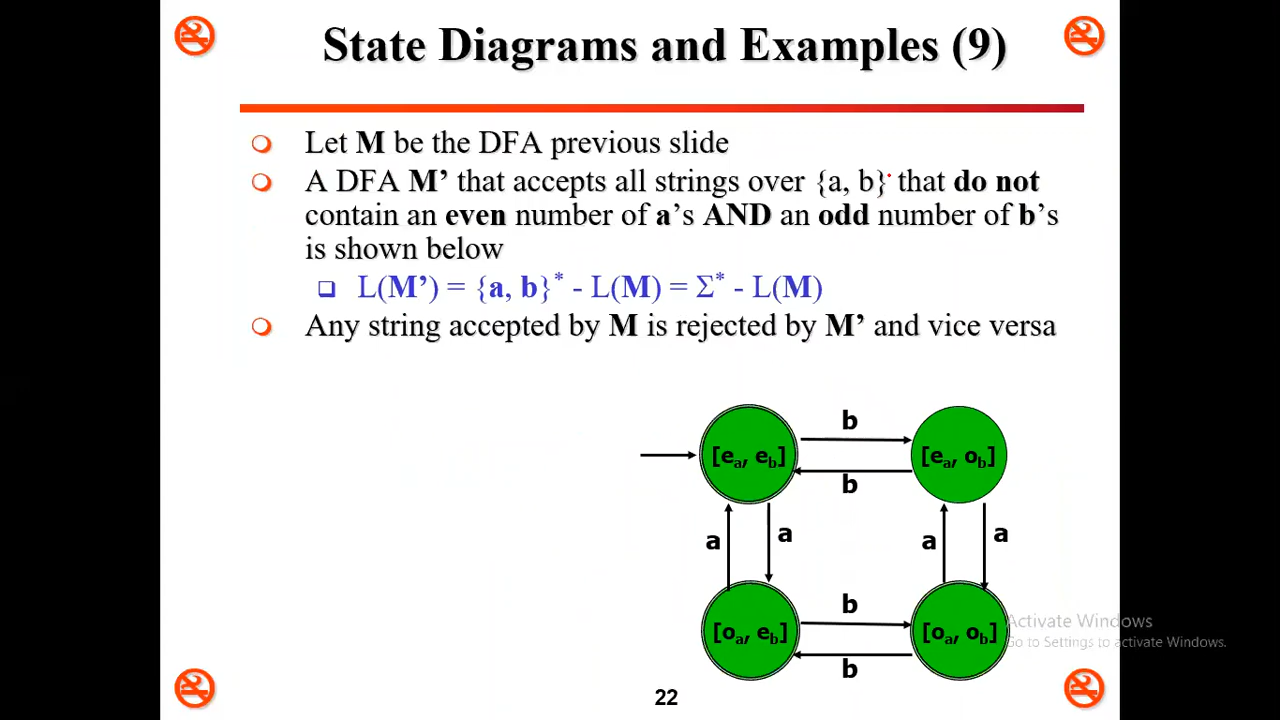 State Diagrams and Examples (9)
Let M be the DFA previous slide
A DFA M’ that accepts all strings over {a, b} that do not
contain an even number of a’s AND an odd number of b’s
is shown below
L(M’) = {a, b}* - L(M) = Σ* - L(M)
Any string accepted by M is rejected by M’ and vice versa
b
[ea, eb] [ea, ob]
b
a a a a
b
[oa, eb] [oa, ob]
b
Activate Windows
Go to Settings to activate Windows.
22